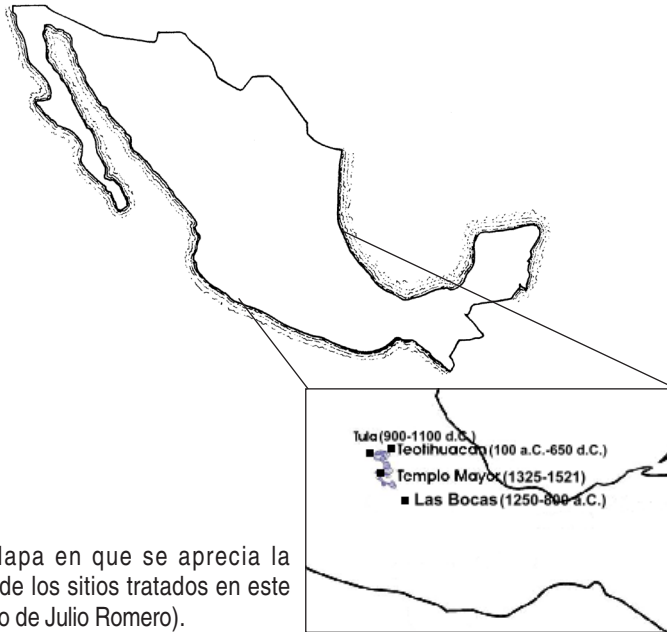 Tula (900-1100 d.C.)
Teotihuacan (100 a.C.-650 d.C.)
Templo Mayor (1325-1521)
Las Bocas (1250-800 a.C.)
en que se aprecia la
de los sitios tratados en este
de Julio Romero).